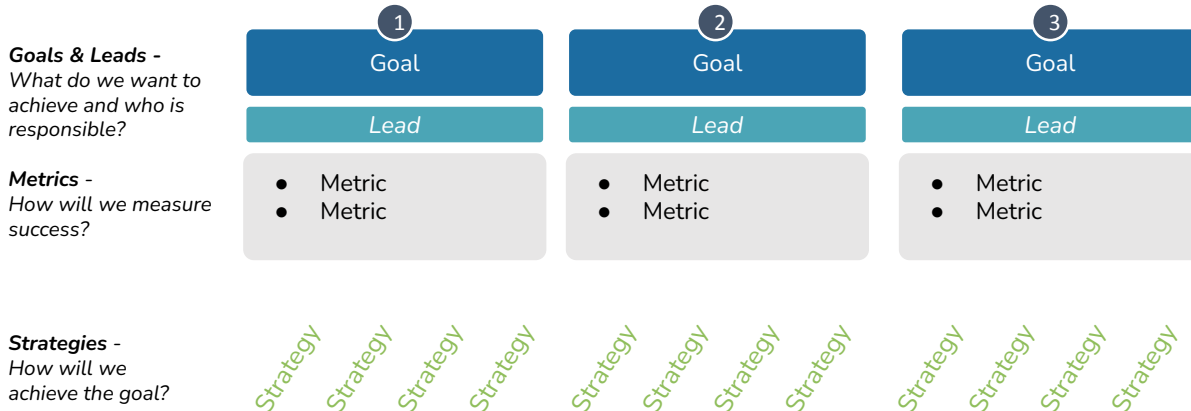 1
2
3
Goals & Leads -
What do we want to
achieve and who is
responsible?
Goal
Goal
Goal
Lead
Lead
Lead
Metrics -
How will we measure
success?
● Metric
● Metric
● Metric
● Metric
● Metric
● Metric
Strategies -
How will we
achieve the goal?
Strategy
Strategy
Strategy
Strategy
Strategy
Strategy
Strategy
Strategy
Strategy
Strategy
Strategy
Strategy